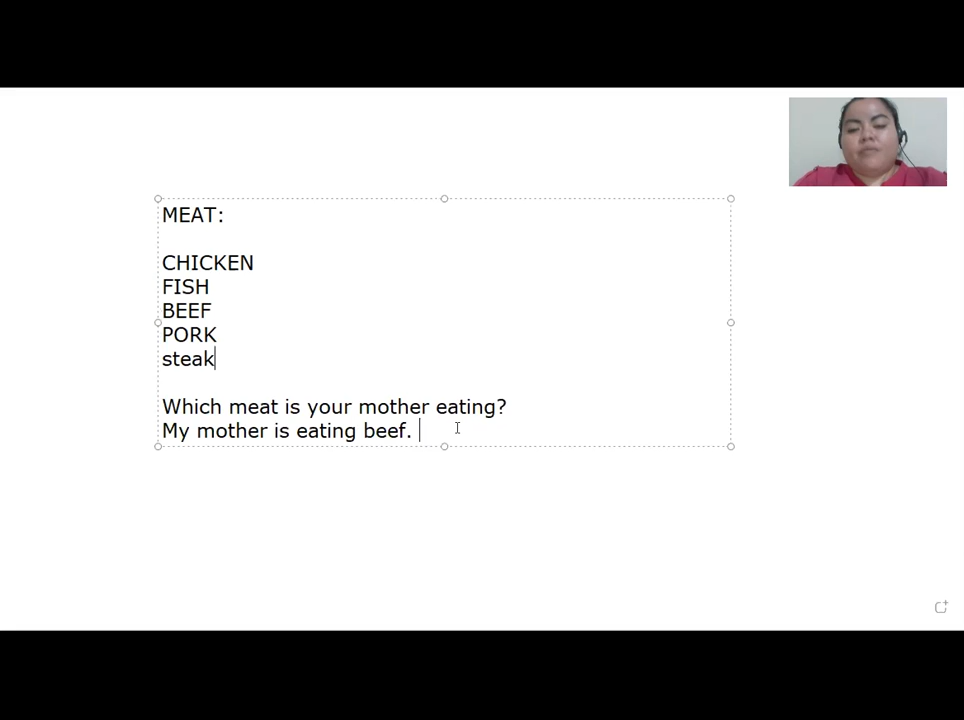 MEAT:
CHICKEN
FISH
BEEF
PORK
steak
Which meat is your mother eating?
My mother is eating beef.